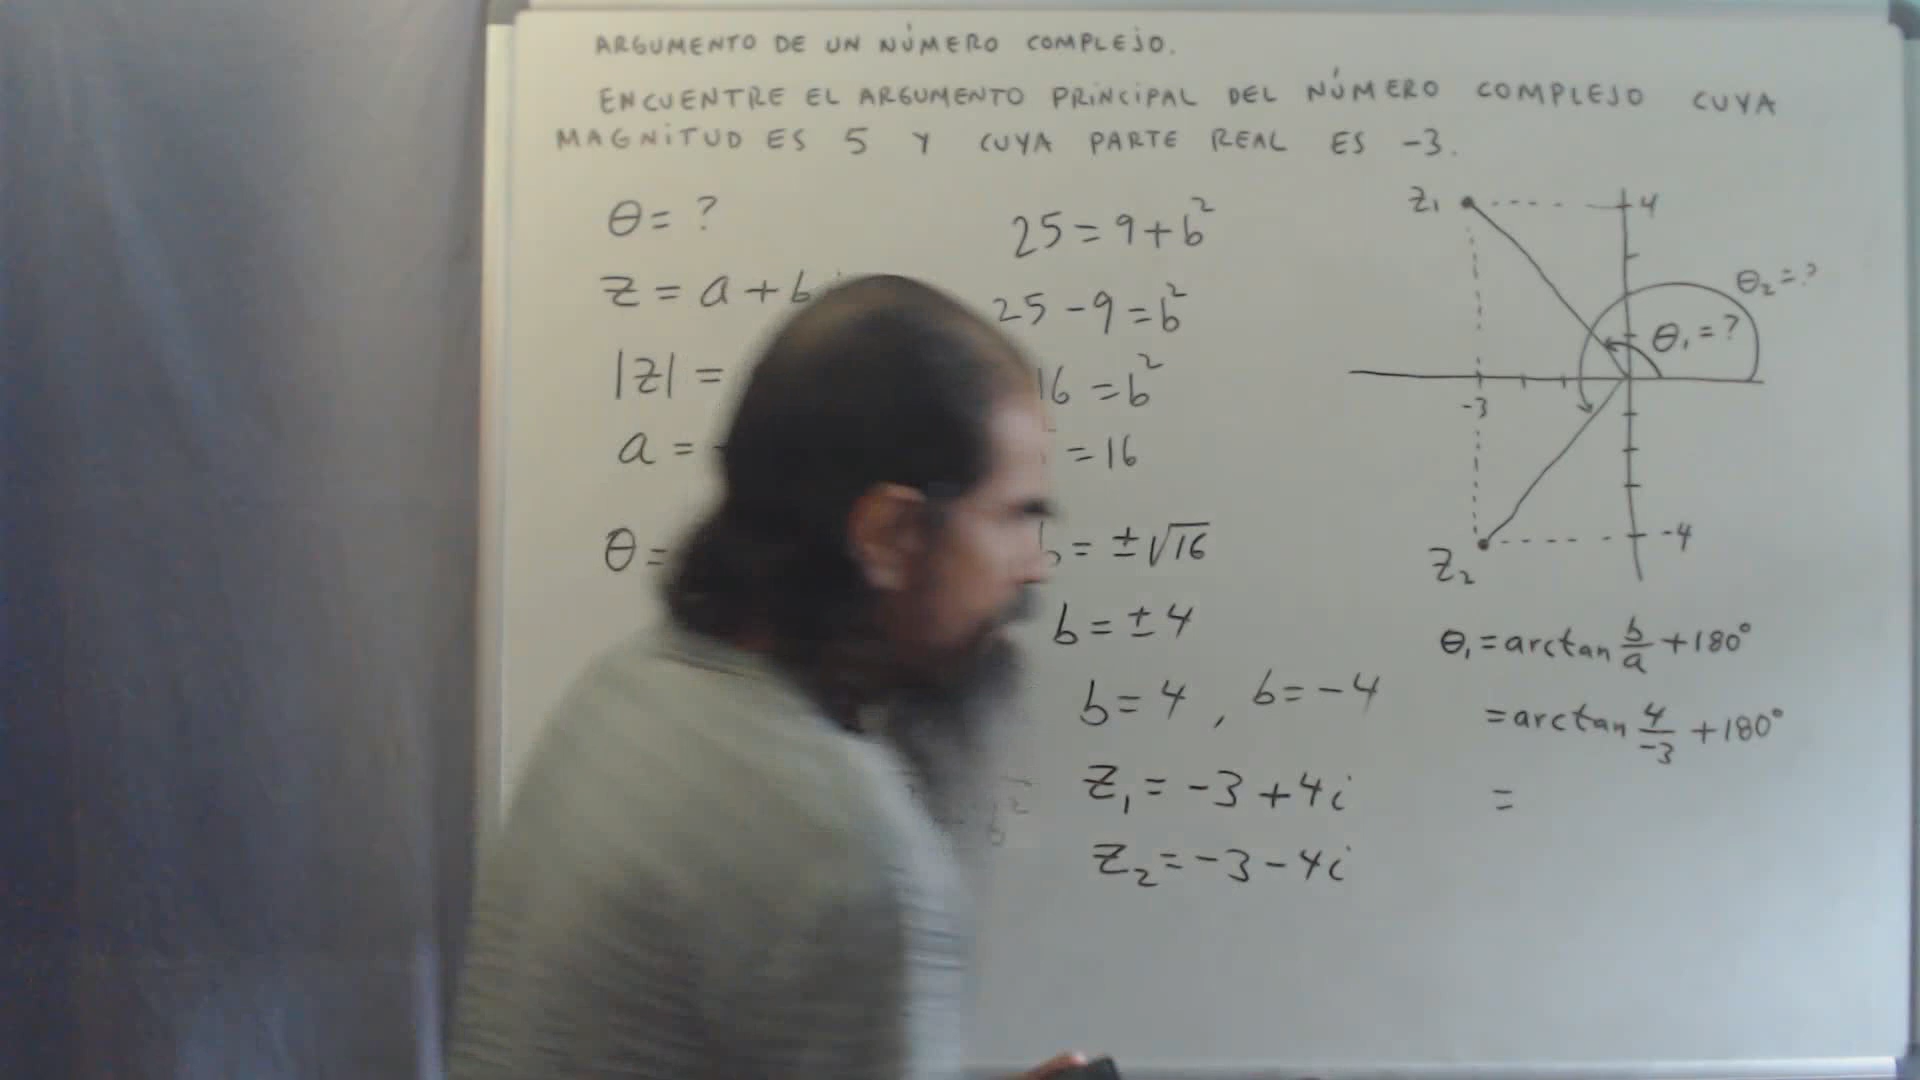 ARGUMENTO DE UN NÚMERO COMPLEJO.
ENCUENTRE EL ARGUMENTO PRINCIPAL DEL NÚMERO COMPLEJO CUYA
MAGNITUD ES 5 Y CUYA PARTE REAL ES -3.
θ = ?
z = a + b
|z| =
a = -
θ =
25 = 9 + b²
25 - 9 = b²
16 = b²
= 16
b = ± √16
b = ± 4
b = 4 , b = -4
z₁ = -3 + 4i
z₂ = -3 - 4i
z₁
4
θ₂ = ?
θ₁ = ?
-3
-4
z₂
θ₁ = arctan b/a + 180°
= arctan 4/-3 + 180°
=